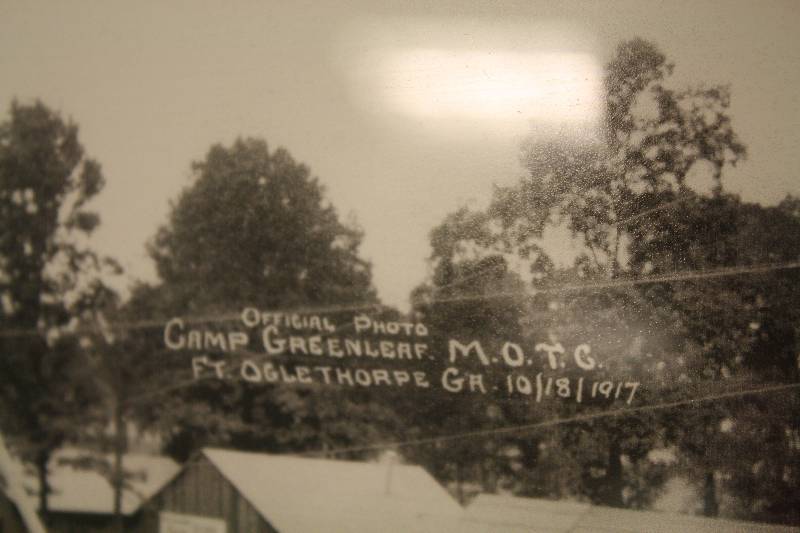 OFFICIAL PHOTO
CAMP GREENLEAF. M.O.T.C.
FT. OGLETHORPE GA. 10/18/1917